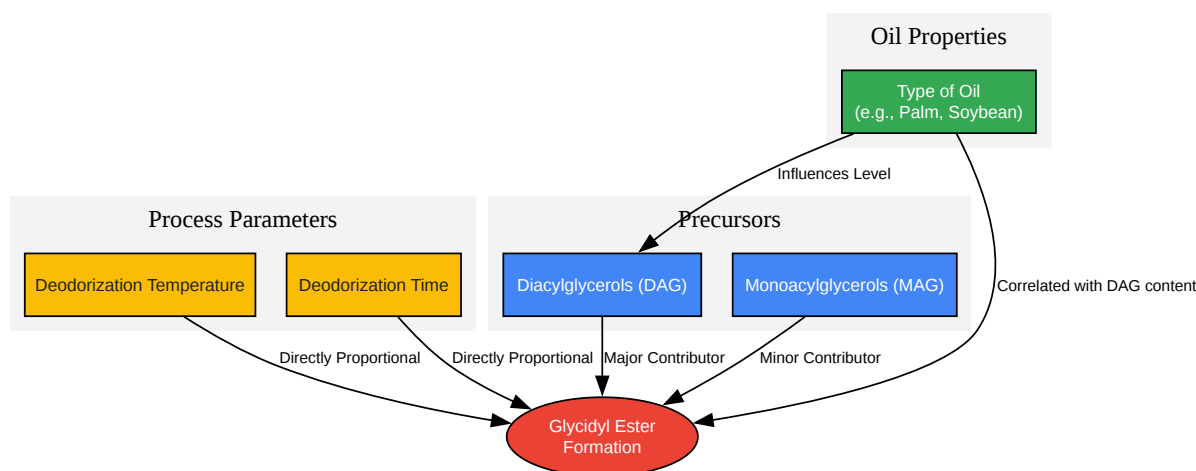 Oil Properties
Type of Oil
(e.g., Palm, Soybean)
Influences Level
Process Parameters
Precursors
Deodorization Temperature
Deodorization Time
Diacylglycerols (DAG)
Monoacylglycerols (MAG)
Correlated with DAG content
Directly Proportional
Directly Proportional
Major Contributor
Minor Contributor
Glycidyl Ester
Formation